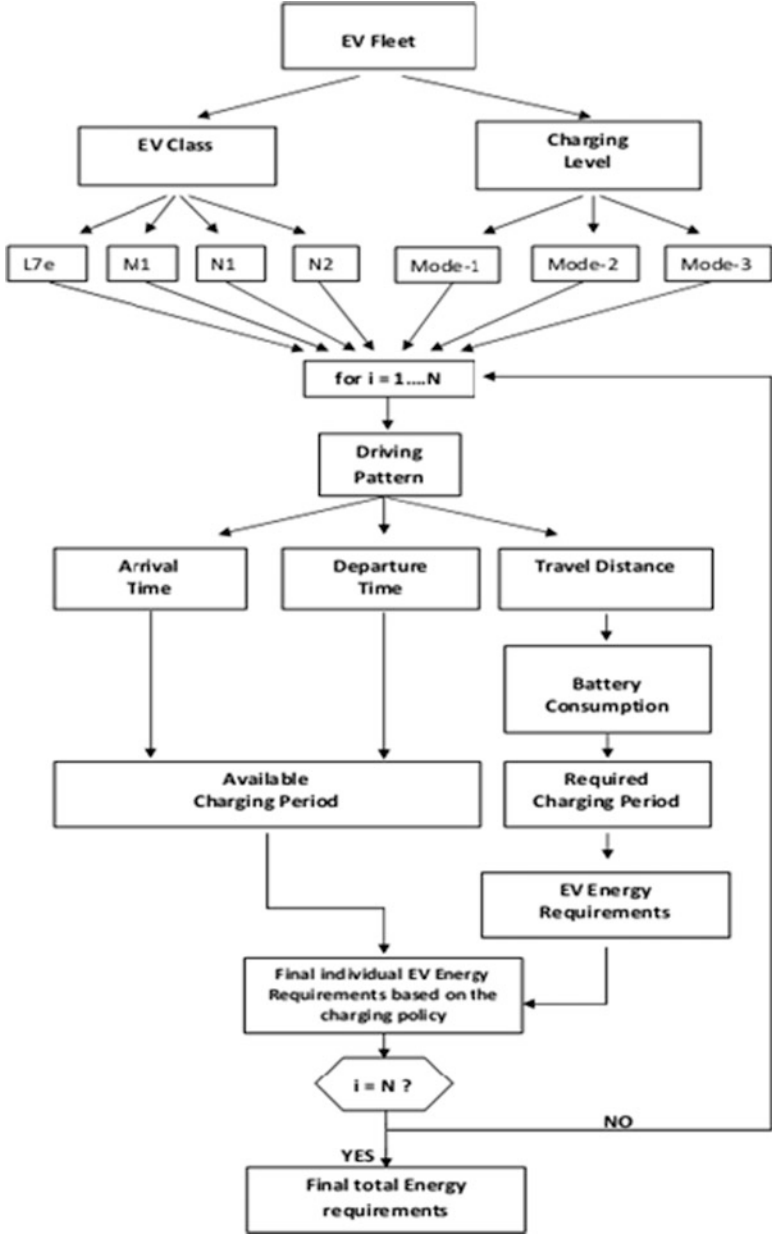 EV Fleet
EV Class
Charging
Level
L7e
M1
N1
N2
Mode-1
Mode-2
Mode-3
for i = 1....N
Driving
Pattern
Arrival
Time
Departure
Time
Travel Distance
Battery
Consumption
Available
Charging Period
Required
Charging Period
EV Energy
Requirements
Final individual EV Energy
Requirements based on the
charging policy
i = N ?
NO
YES
Final total Energy
requirements